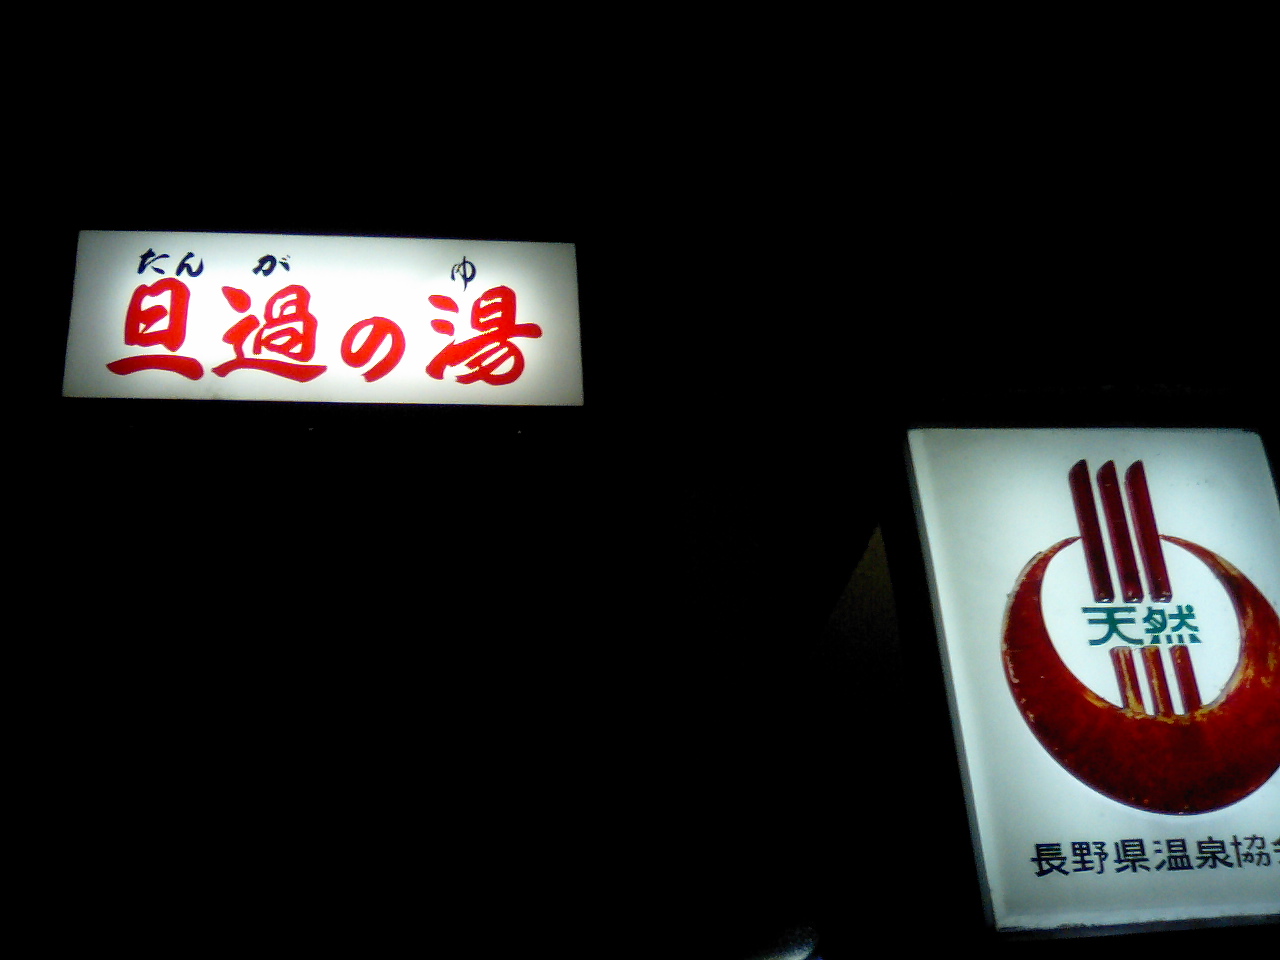 たんが ゆ
旦過の湯
天然
長野県温泉協